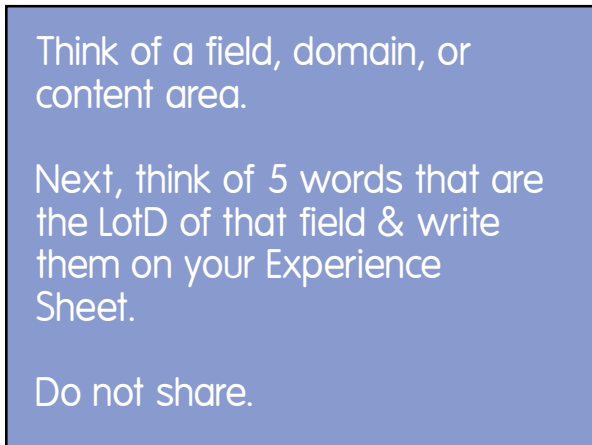 Think of a field, domain, or
content area.
Next, think of 5 words that are
the LotD of that field & write
them on your Experience
Sheet.
Do not share.